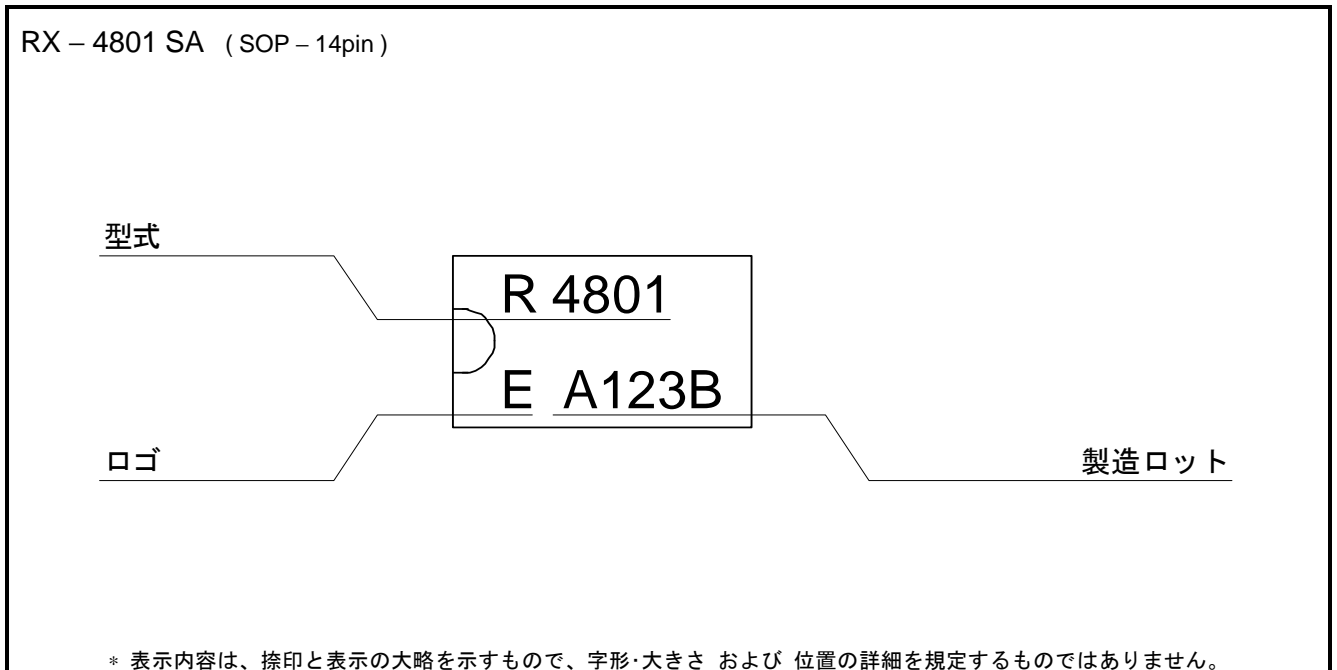 RX – 4801 SA ( SOP – 14pin )
型式
R 4801
E A123B
ロゴ
製造ロット
* 表示内容は、捺印と表示の大略を示すもので、字形・大きさ および 位置の詳細を規定するものではありません。